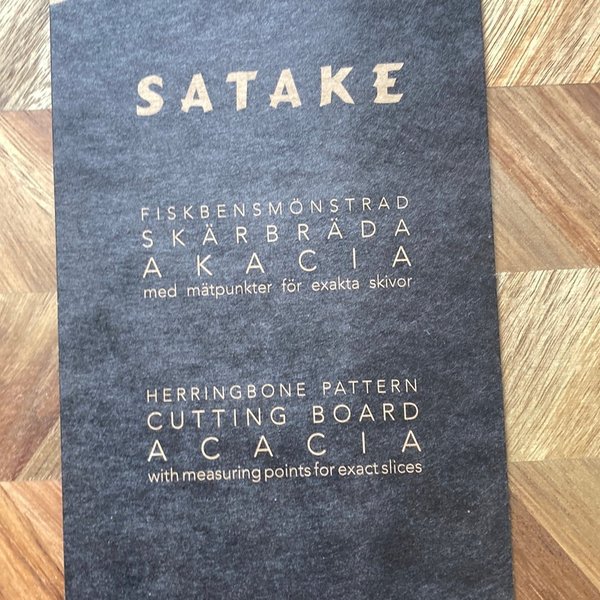 SATAKE
FISKBENSMÖNSTRAD
SKÄRBRÄDA
AKACIA
med mätpunkter för exakta skivor
HERRINGBONE PATTERN
CUTTING BOARD
ACACIA
with measuring points for exact slices